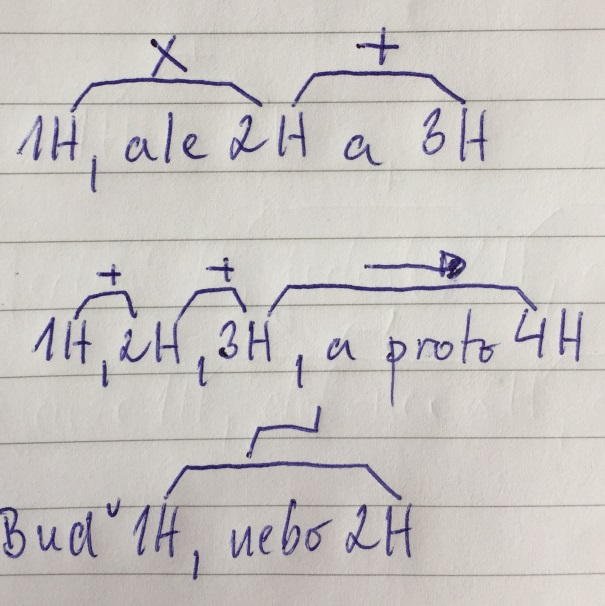 x +
1H, ale 2H a 3H
+ + →
1H, 2H, 3H, a proto 4H
Buď 1H, nebo 2H